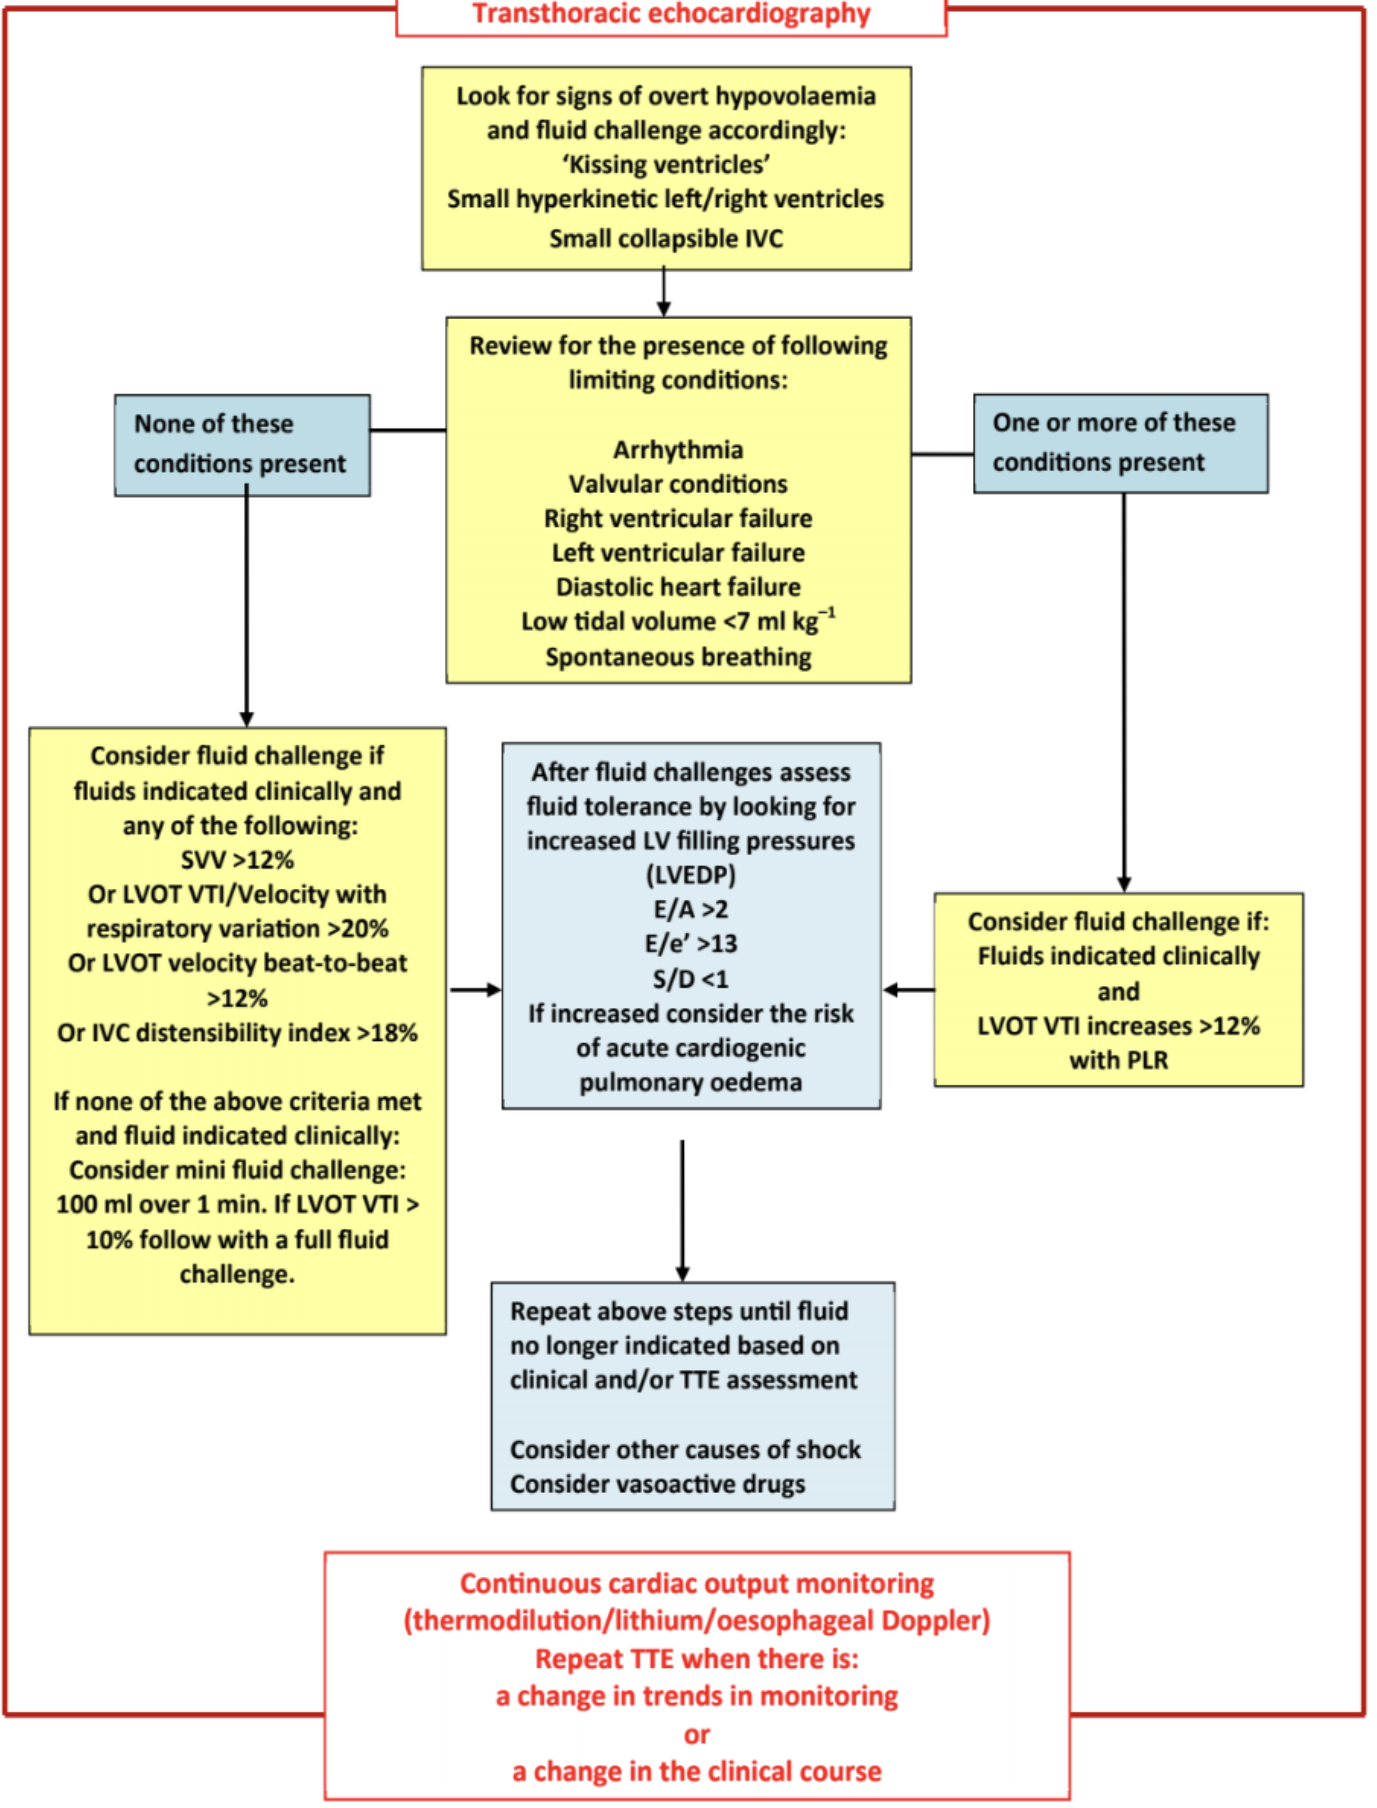 Transthoracic echocardiography
Look for signs of overt hypovolaemia
and fluid challenge accordingly:
‘Kissing ventricles’
Small hyperkinetic left/right ventricles
Small collapsible IVC
Review for the presence of following
limiting conditions:
Arrhythmia
Valvular conditions
Right ventricular failure
Left ventricular failure
Diastolic heart failure
Low tidal volume <7 ml kg⁻¹
Spontaneous breathing
None of these
conditions present
One or more of these
conditions present
Consider fluid challenge if
fluids indicated clinically and
any of the following:
SVV >12%
Or LVOT VTI/Velocity with
respiratory variation >20%
Or LVOT velocity beat-to-beat
>12%
Or IVC distensibility index >18%
If none of the above criteria met
and fluid indicated clinically:
Consider mini fluid challenge:
100 ml over 1 min. If LVOT VTI >
10% follow with a full fluid
challenge.
After fluid challenges assess
fluid tolerance by looking for
increased LV filling pressures
(LVEDP)
E/A >2
E/e’ >13
S/D <1
If increased consider the risk
of acute cardiogenic
pulmonary oedema
Consider fluid challenge if:
Fluids indicated clinically
and
LVOT VTI increases >12%
with PLR
Repeat above steps until fluid
no longer indicated based on
clinical and/or TTE assessment
Consider other causes of shock
Consider vasoactive drugs
Continuous cardiac output monitoring
(thermodilution/lithium/oesophageal Doppler)
Repeat TTE when there is:
a change in trends in monitoring
or
a change in the clinical course